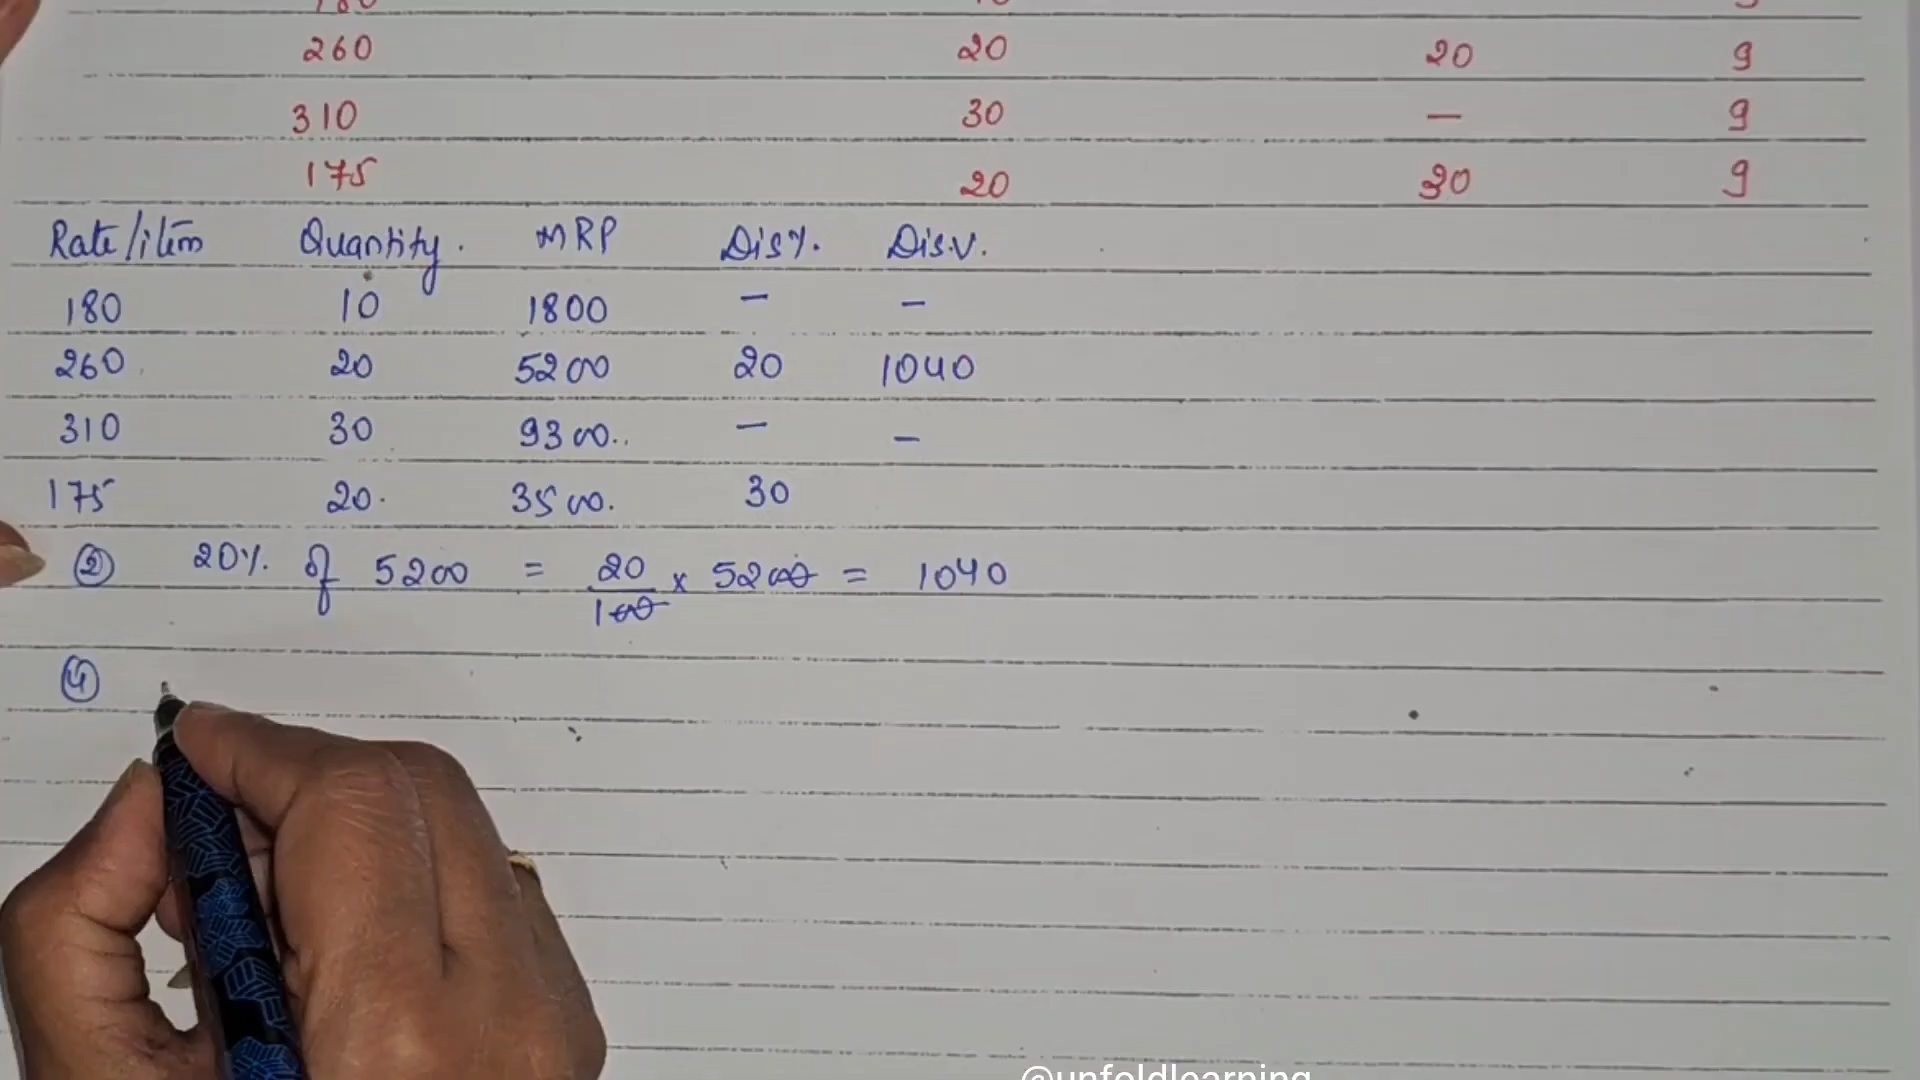 260 20 20 9
310 30 — 9
175 20 30 9
Rate/item Quantity. MRP Dis%. Dis.v.
180 10 1800 — —
260 20 5200 20 1040
310 30 9300.. — —
175 20. 3500. 30
② 20%. of 5200 = 20/100 x 5200 = 1040
④
@unfoldlearning